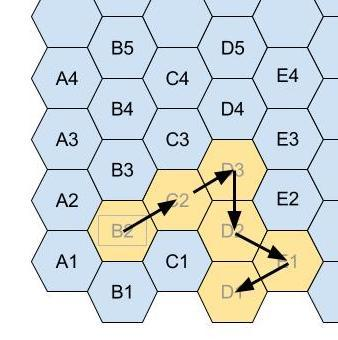 B5 D5
A4 C4 E4
B4 D4
A3 C3 E3
B3 D3
A2 C2 E2
B2 D2
A1 C1 E1
B1 D1